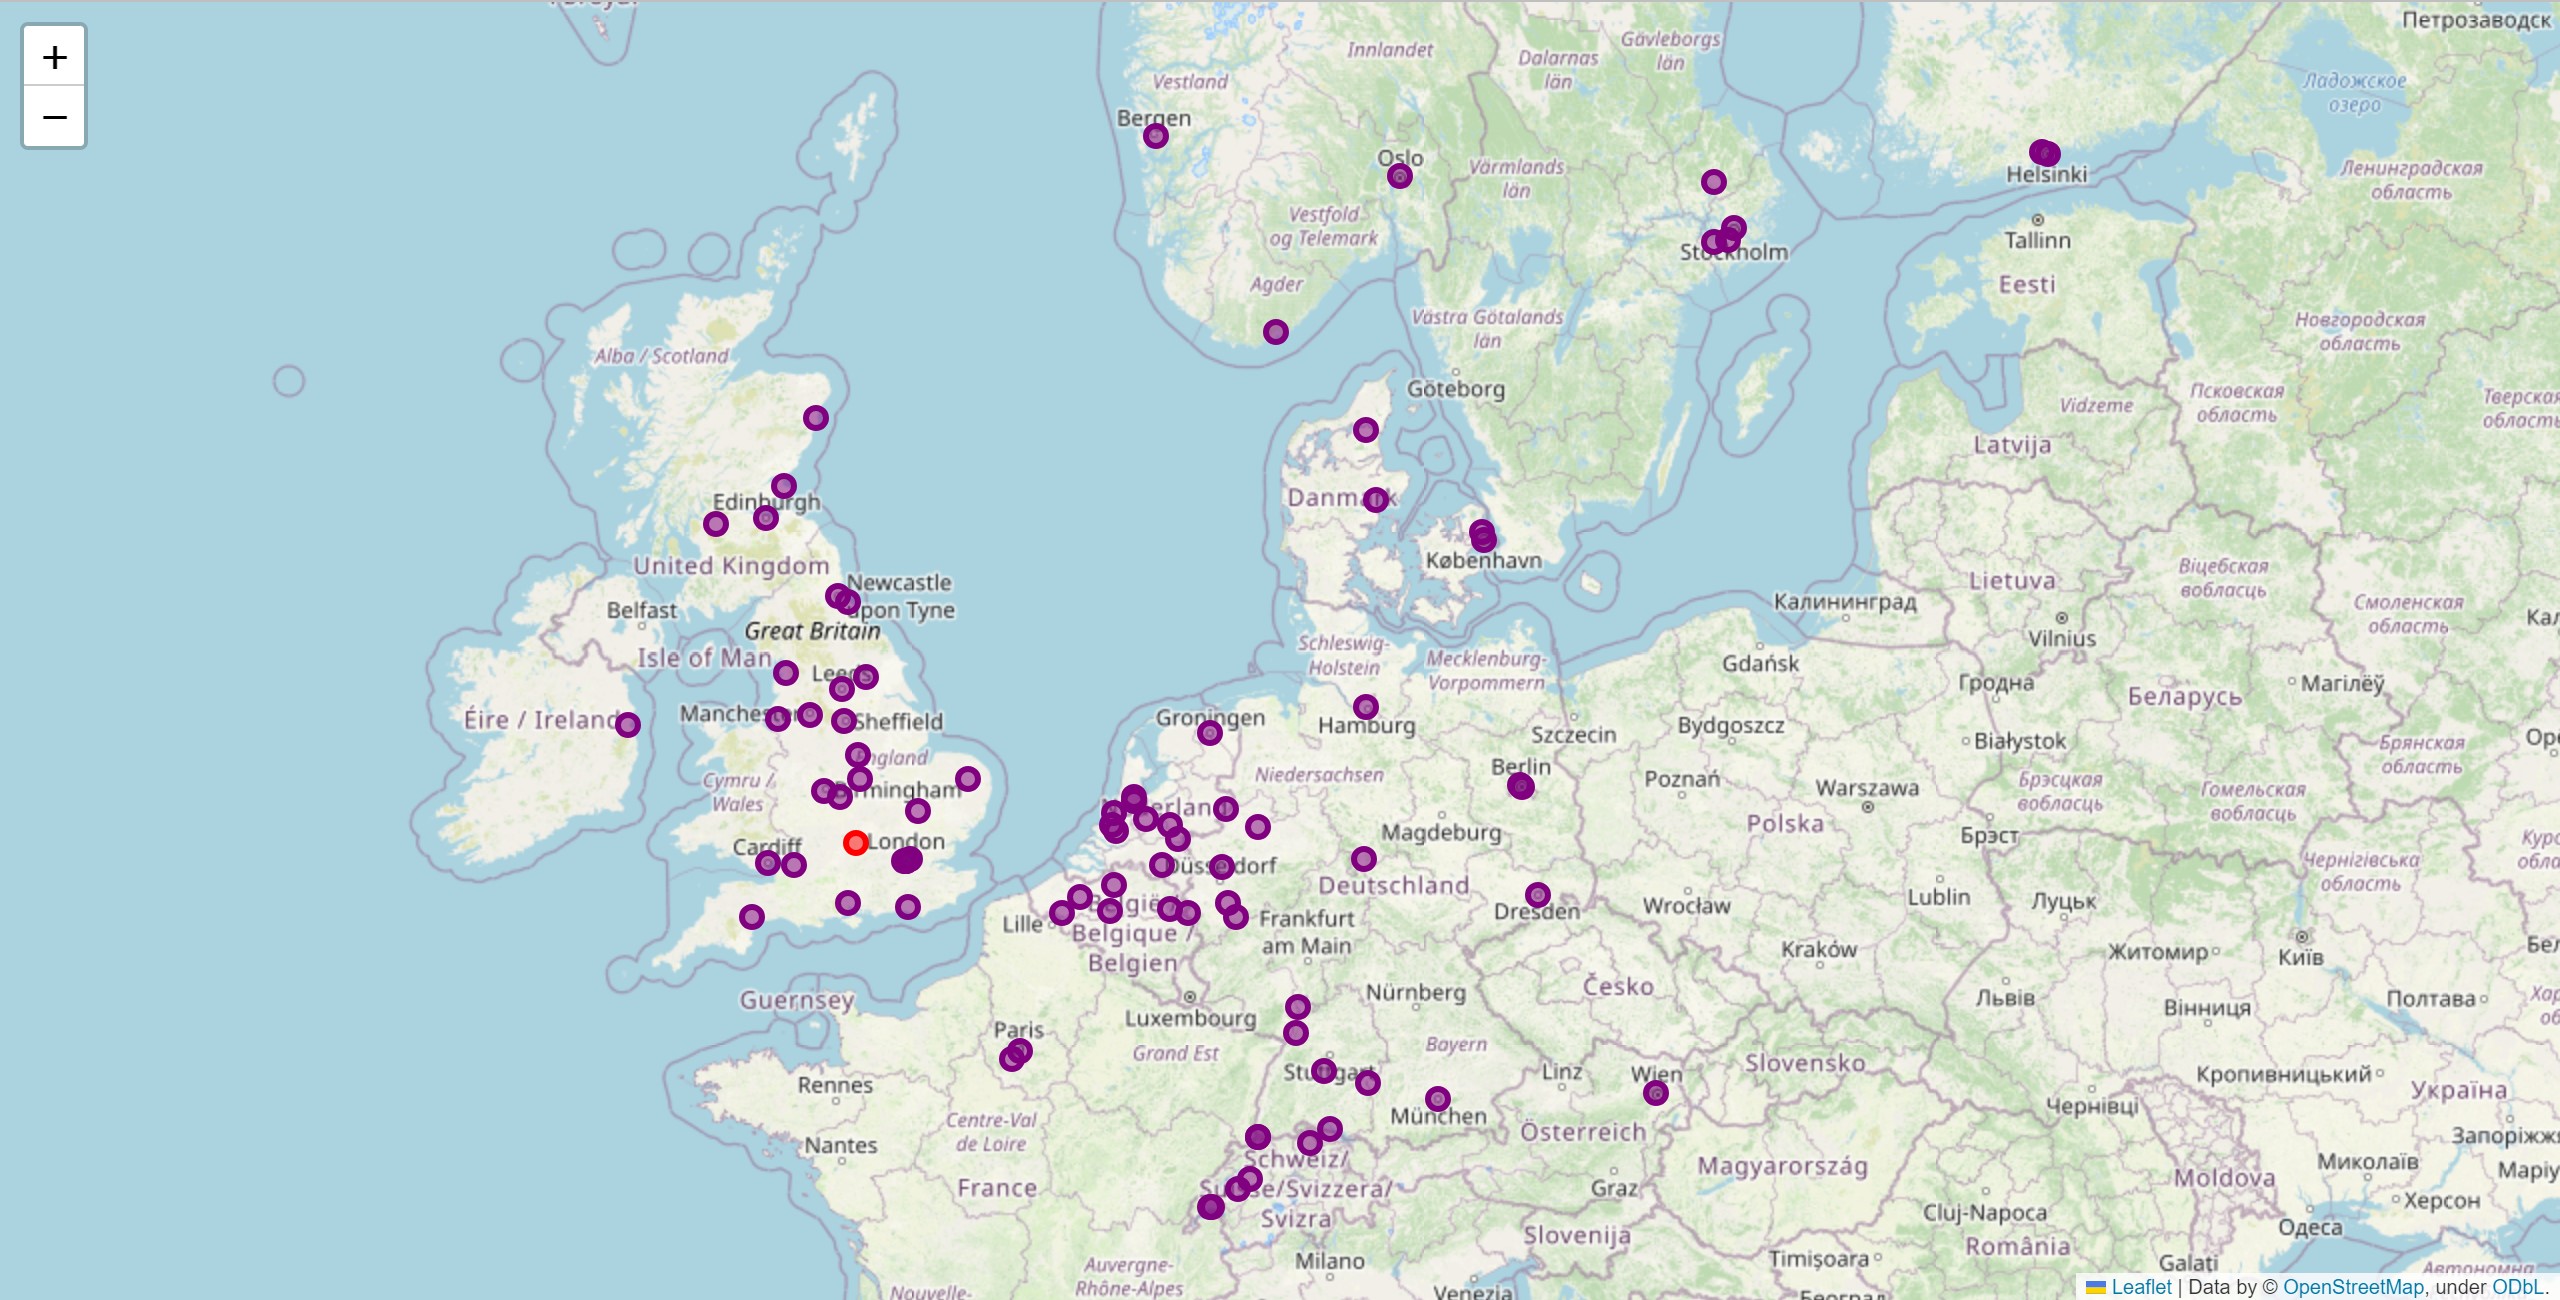 +
−
Vestland
Innlandet
Dalarnas
län
Gävleborgs
län
Петрозаводск
Ладожское
озеро
Bergen
Oslo
Värmlands
län
Helsinki
Ленинградская
область
Vestfold
og Telemark
Stockholm
Tallinn
Agder
Eesti
Västra Götalands
län
Новгородская
область
Alba / Scotland
Göteborg
Vidzeme
Псковская
область
Тверская
область
Latvija
Edinburgh
Danmark
København
United Kingdom
Newcastle
upon Tyne
Belfast
Great Britain
Lietuva
Віцебская
вобласць
Калининград
Смоленская
область
Vilnius
Isle of Man
Leeds
Schleswig-
Holstein
Mecklenburg-
Vorpommern
Gdańsk
Гродна
Беларусь
Магілёў
Éire / Ireland
Manchester
Sheffield
Groningen
Hamburg
Szczecin
Bydgoszcz
Białystok
Брянская
область
England
Cymru /
Wales
Birmingham
Niedersachsen
Berlin
Poznań
Warszawa
Брэсцкая
вобласць
Гомельская
вобласць
Nederland
Magdeburg
Polska
Брэст
Cardiff
London
Düsseldorf
Deutschland
Lublin
Чернігівська
область
België
Belgique /
Belgien
Lille
Frankfurt
am Main
Dresden
Wrocław
Луцьк
Kraków
Житомир
Київ
Guernsey
Luxembourg
Nürnberg
Česko
Львів
Вінниця
Полтава
Paris
Grand Est
Bayern
Stuttgart
Linz
Wien
Slovensko
Кропивницький
Україна
Rennes
Centre-Val
de Loire
München
Österreich
Чернівці
Nantes
Schweiz/
Suisse/Svizzera/
Svizra
Magyarország
Moldova
Миколаїв
France
Graz
Cluj-Napoca
Херсон
Одеса
Slovenija
România
Auvergne-
Rhône-Alpes
Milano
Timișoara
Galați
Nouvelle-
Venezia
Leaflet | Data by © OpenStreetMap, under ODbL.